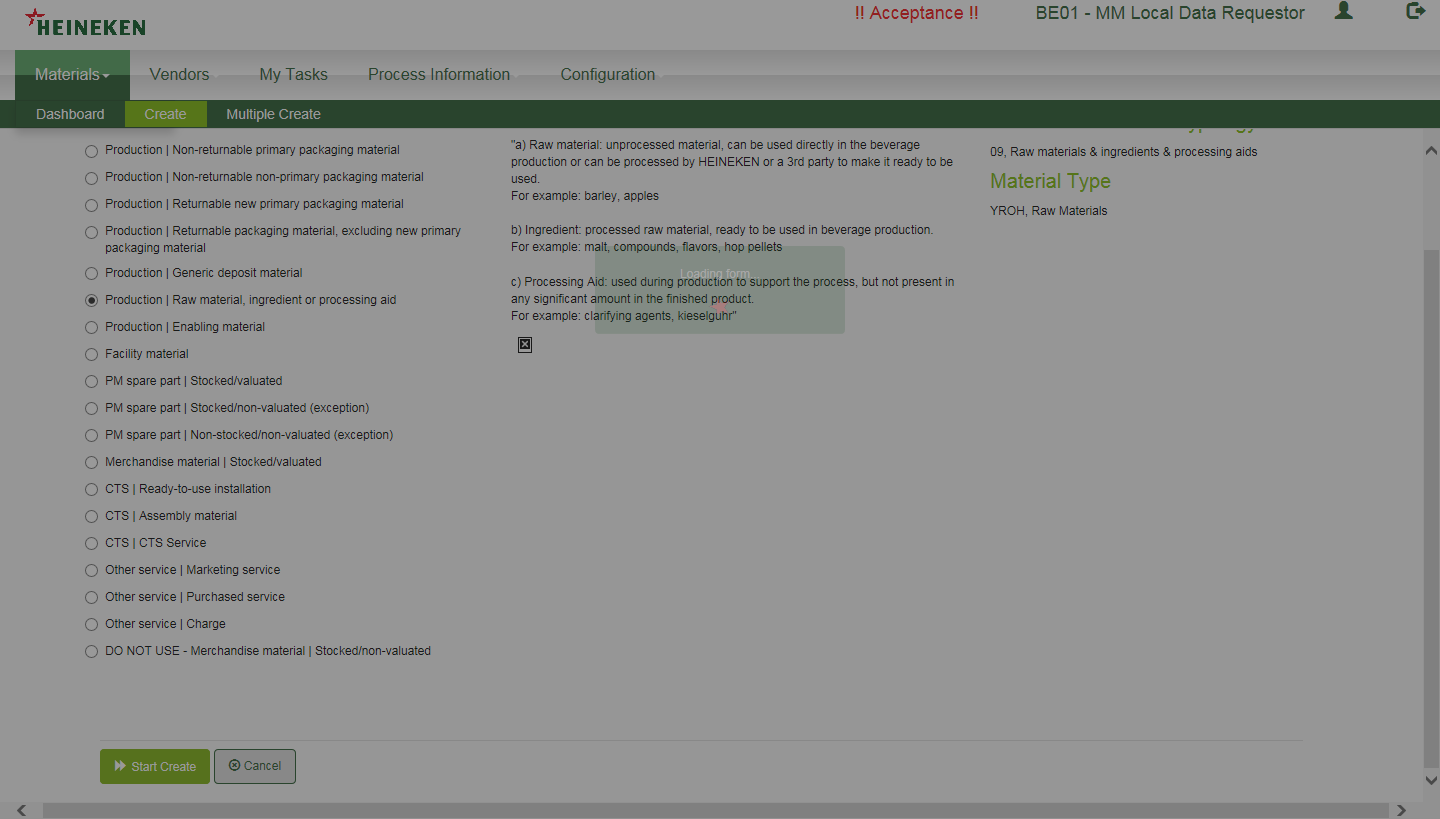 HEINEKEN
!! Acceptance !!
BE01 - MM Local Data Requestor
Materials
Vendors
My Tasks
Process Information
Configuration
Dashboard
Create
Multiple Create
Production | Non-returnable primary packaging material
Production | Non-returnable non-primary packaging material
Production | Returnable new primary packaging material
Production | Returnable packaging material, excluding new primary
packaging material
Production | Generic deposit material
Production | Raw material, ingredient or processing aid
Production | Enabling material
Facility material
PM spare part | Stocked/valuated
PM spare part | Stocked/non-valuated (exception)
PM spare part | Non-stocked/non-valuated (exception)
Merchandise material | Stocked/valuated
CTS | Ready-to-use installation
CTS | Assembly material
CTS | CTS Service
Other service | Marketing service
Other service | Purchased service
Other service | Charge
DO NOT USE - Merchandise material | Stocked/non-valuated
"a) Raw material: unprocessed material, can be used directly in the beverage
production or can be processed by HEINEKEN or a 3rd party to make it ready to be
used.
For example: barley, apples
b) Ingredient: processed raw material, ready to be used in beverage production.
For example: malt, compounds, flavors, hop pellets
Loading form...
c) Processing Aid: used during production to support the process, but not present in
any significant amount in the finished product.
For example: clarifying agents, kieselguhr"
09, Raw materials & ingredients & processing aids
Material Type
YROH, Raw Materials
Start Create
Cancel